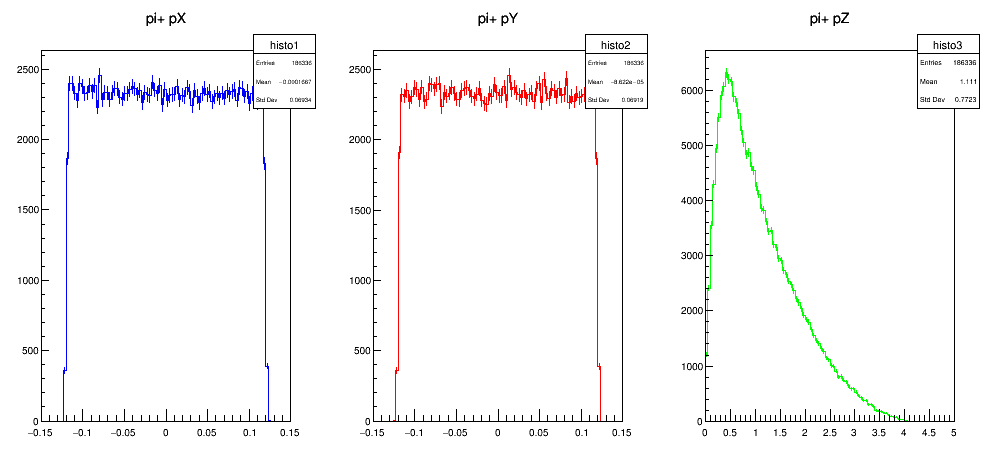 pi+ pX
histo1
Entries 186336
Mean −0.0001667
Std Dev 0.06934
2500
2000
1500
1000
500
0
−0.15 −0.1 −0.05 0 0.05 0.1 0.15
pi+ pY
histo2
Entries 186336
Mean −8.622e−05
Std Dev 0.06919
2500
2000
1500
1000
500
0
−0.15 −0.1 −0.05 0 0.05 0.1 0.15
pi+ pZ
histo3
Entries 186336
Mean 1.111
Std Dev 0.7723
6000
5000
4000
3000
2000
1000
0
0 0.5 1 1.5 2 2.5 3 3.5 4 4.5 5